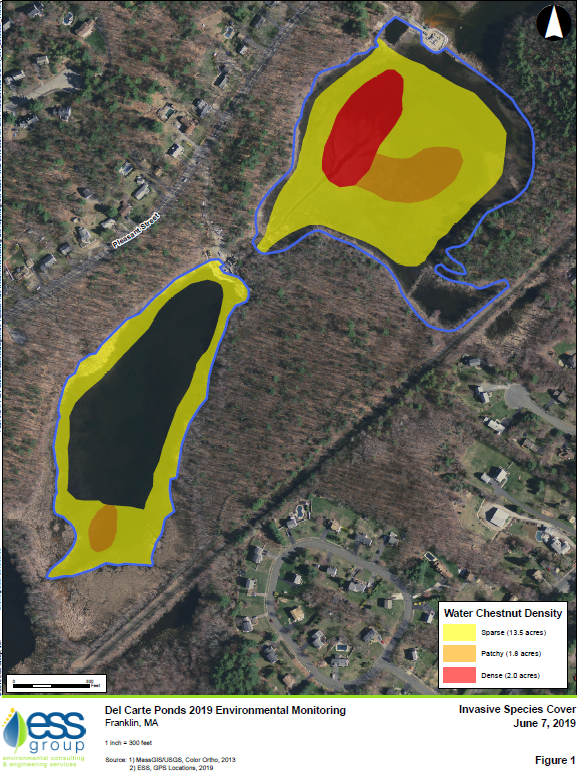 Pleasant Street
Water Chestnut Density
Sparse (13.5 acres)
Patchy (1.8 acres)
Dense (2.0 acres)
0 300
Feet
ess
group
environmental consulting
& engineering services
Del Carte Ponds 2019 Environmental Monitoring
Franklin, MA
1 inch = 300 feet
Source: 1) MassGIS/USGS, Color Ortho, 2013
2) ESS, GPS Locations, 2019
Invasive Species Cover
June 7, 2019
Figure 1